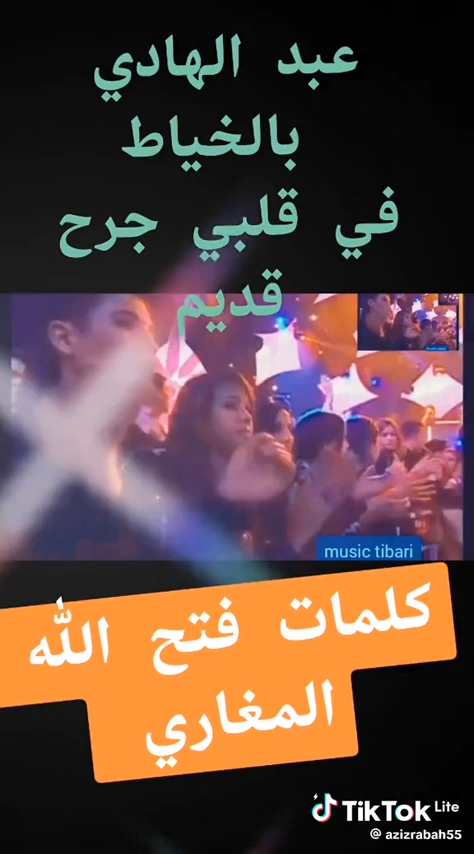 عبد الهادي
بالخياط
في قلبي جرح
قديم
music tibari
كلمات فتح الله
المغاري
TikTok Lite
@ azizrabah55